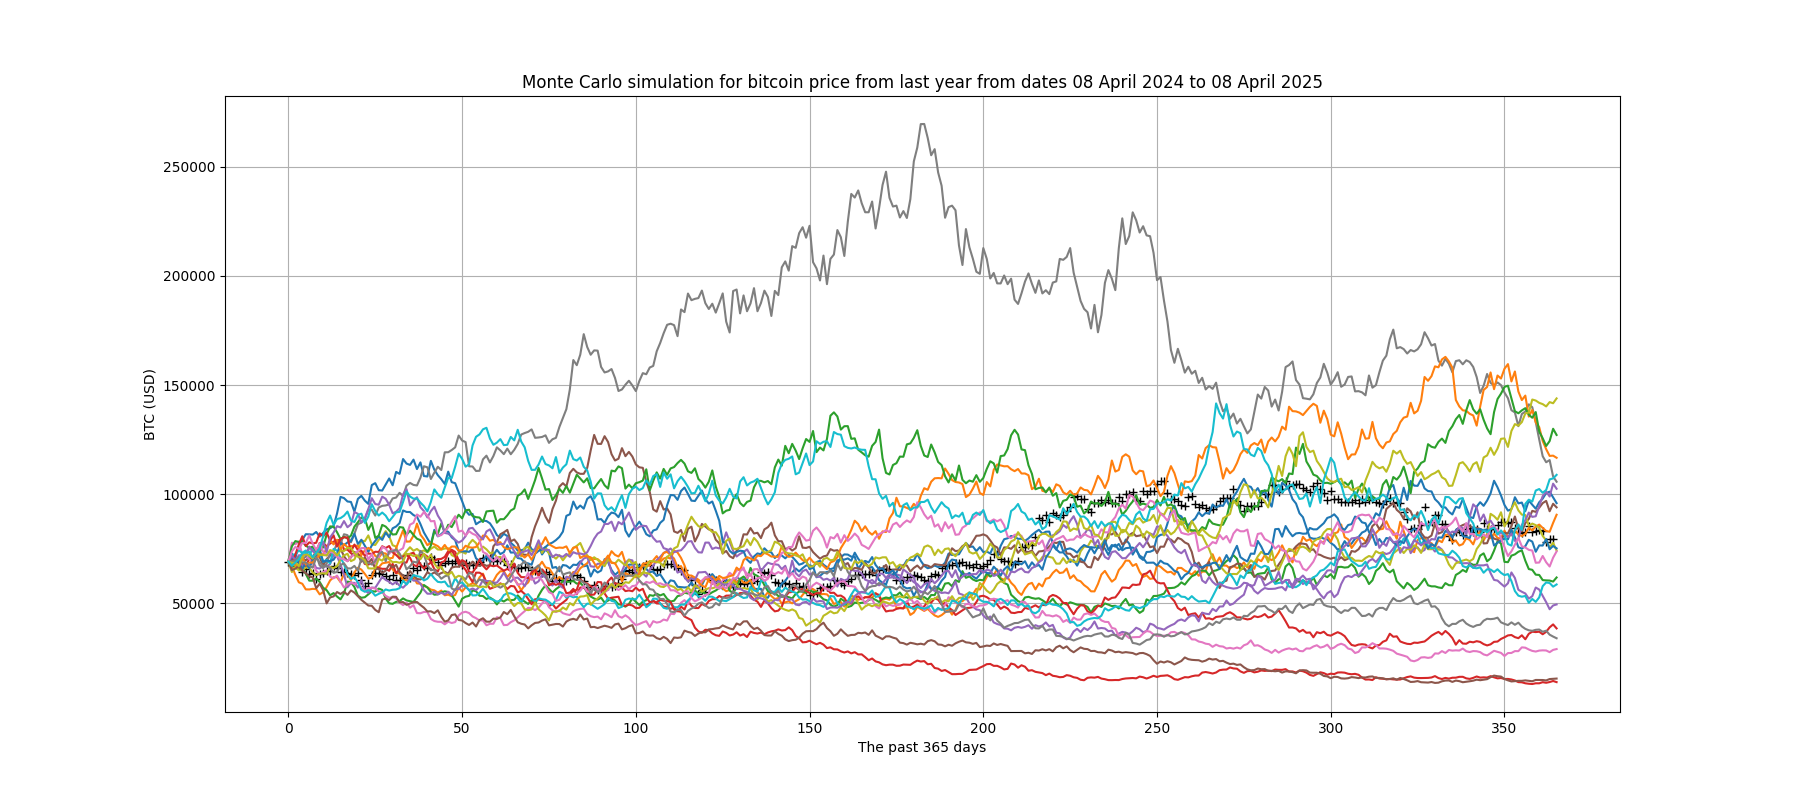 Monte Carlo simulation for bitcoin price from last year from dates 08 April 2024 to 08 April 2025
BTC (USD)
250000
200000
150000
100000
50000
0 50 100 150 200 250 300 350
The past 365 days